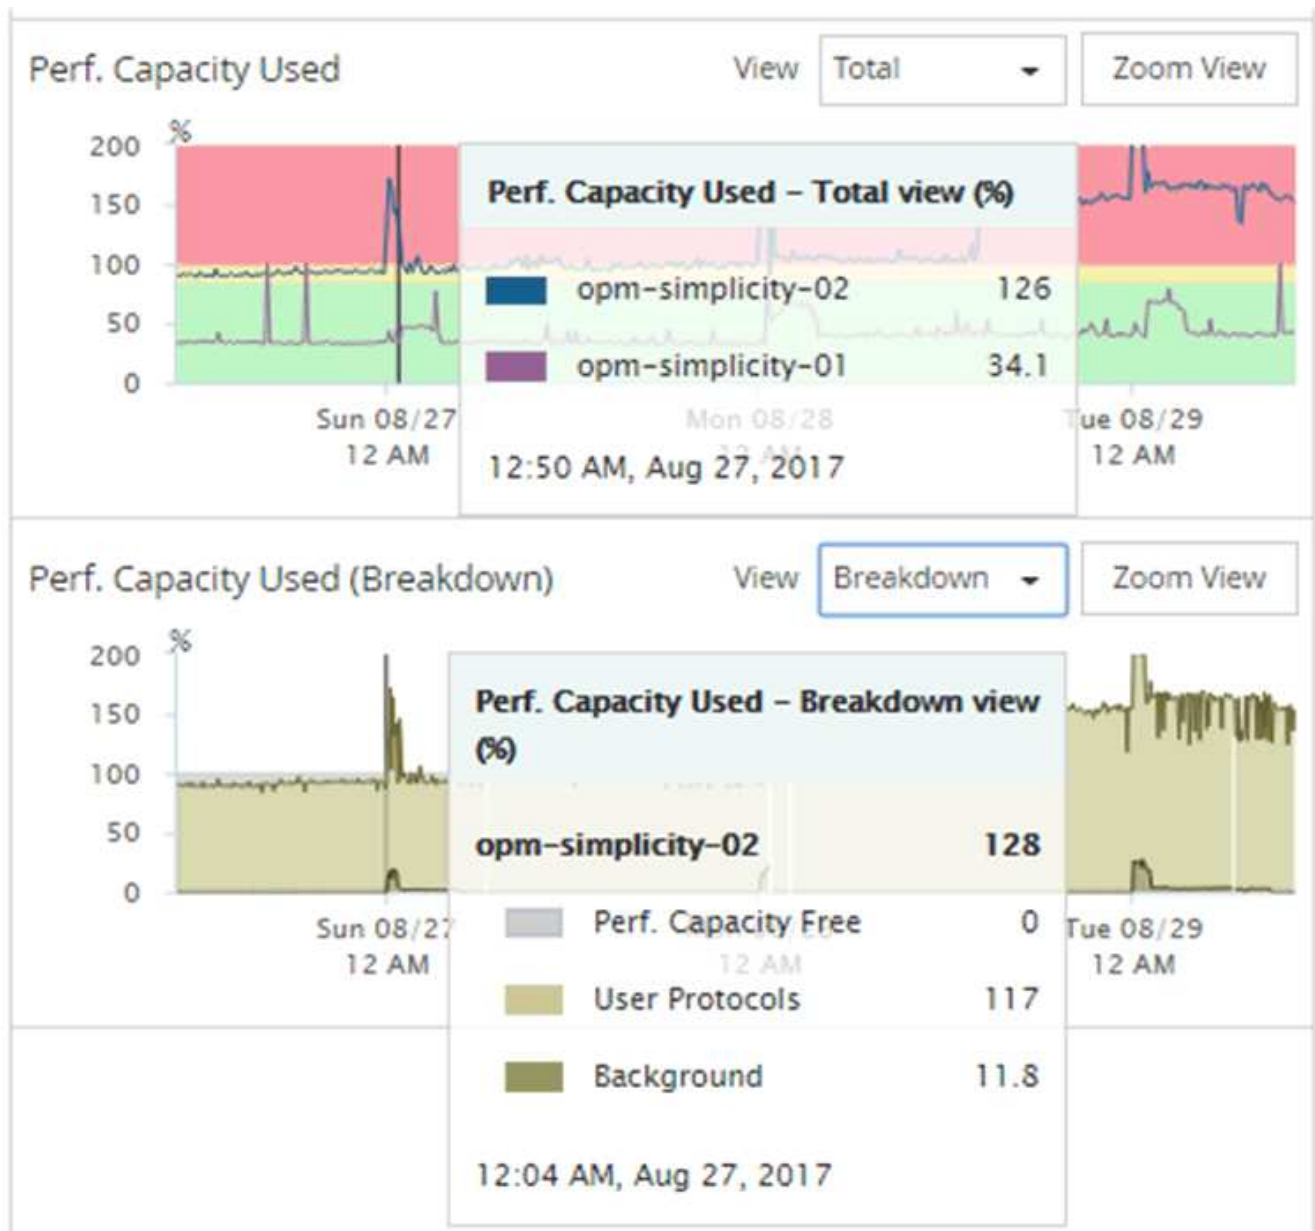 Perf. Capacity Used View Total Zoom View
%
200
150
100
50
0
Perf. Capacity Used – Total view (%)
opm-simplicity-02 126
opm-simplicity-01 34.1
Sun 08/27 Mon 08/28 Tue 08/29
12 AM 12 AM 12 AM
12:50 AM, Aug 27, 2017
Perf. Capacity Used (Breakdown) View Breakdown Zoom View
%
200
150
100
50
0
Perf. Capacity Used – Breakdown view
(%)
opm-simplicity-02 128
Perf. Capacity Free 0
Sun 08/27 Tue 08/29
12 AM 12 AM 12 AM
User Protocols 117
Background 11.8
12:04 AM, Aug 27, 2017